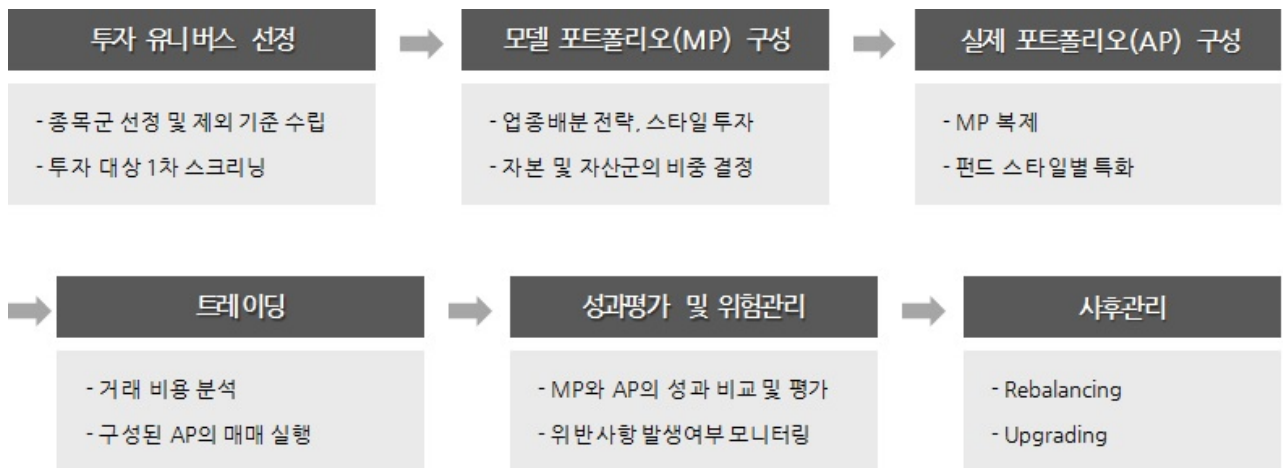 투자 유니버스 선정
- 종목군 선정 및 제외 기준 수립
- 투자 대상 1차 스크리닝
모델 포트폴리오(MP) 구성
- 업종배분 전략, 스타일 투자
- 자본 및 자산군의 비중 결정
실제 포트폴리오(AP) 구성
- MP 복제
- 펀드 스타일별 특화
트레이딩
- 거래 비용 분석
- 구성된 AP의 매매 실행
성과평가 및 위험관리
- MP와 AP의 성과 비교 및 평가
- 위반사항 발생여부 모니터링
사후관리
- Rebalancing
- Upgrading